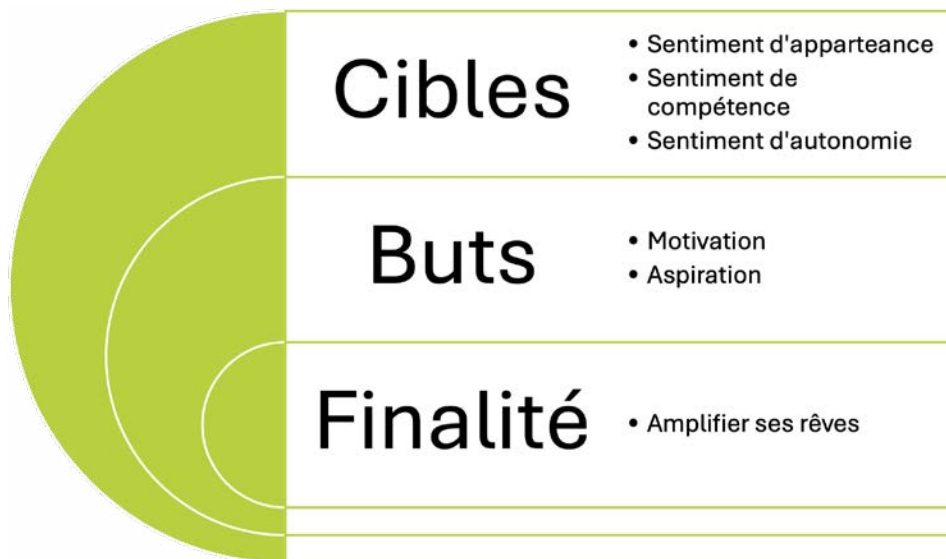 Cibles
• Sentiment d'apparteance
• Sentiment de
compétence
• Sentiment d'autonomie
Buts
• Motivation
• Aspiration
Finalité
• Amplifier ses rêves